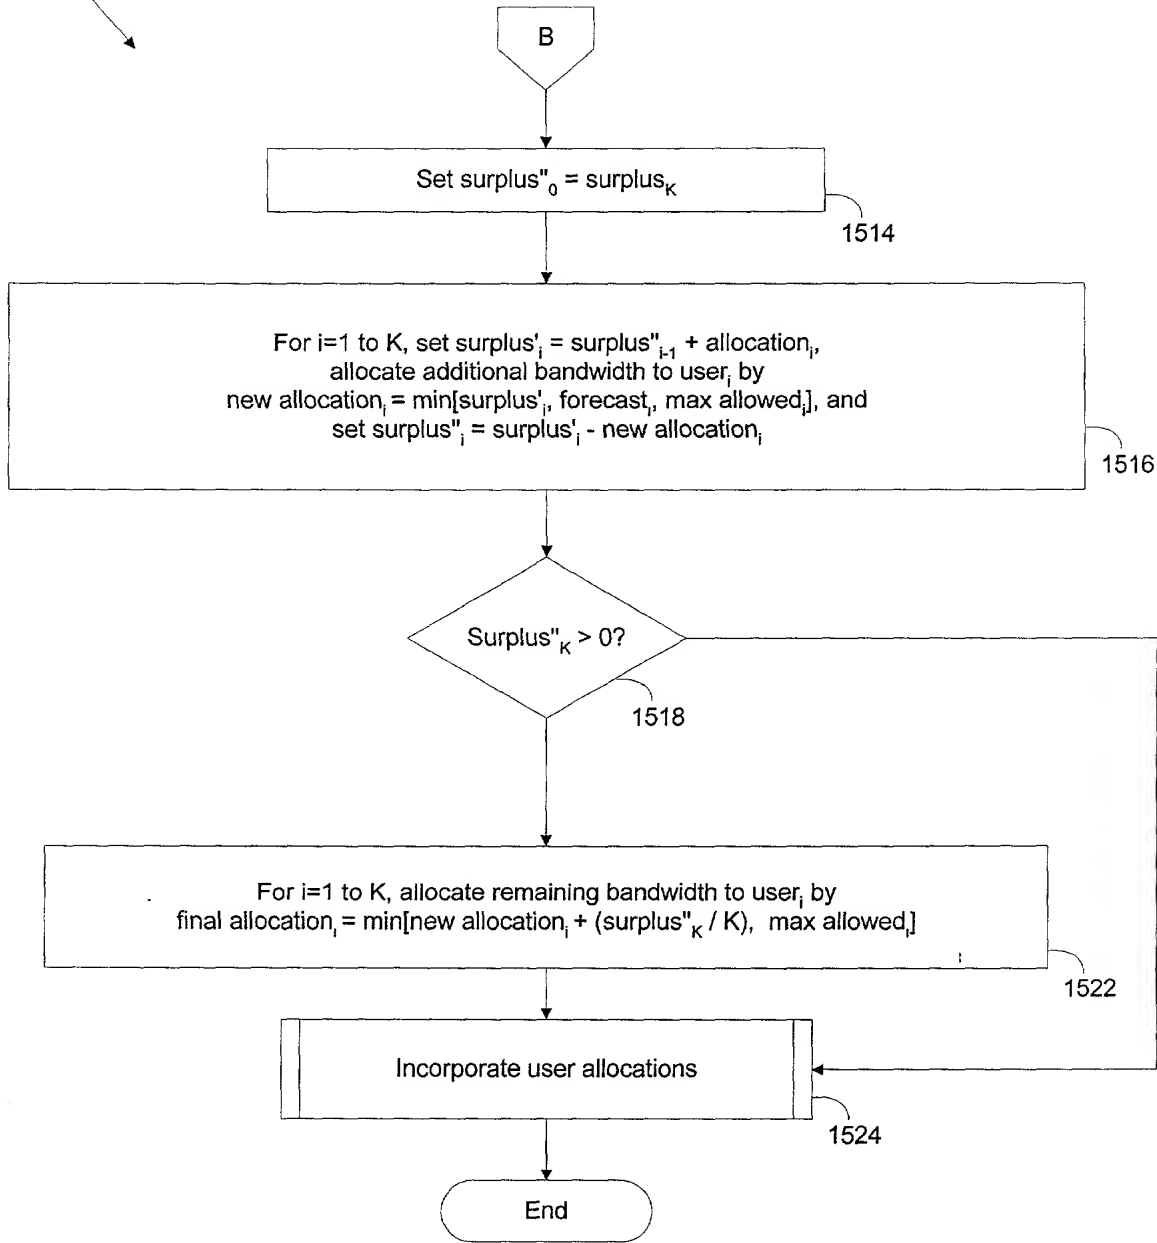 B
Set surplus"₀ = surplus_K
1514
For i=1 to K, set surplus'ᵢ = surplus"ᵢ₋₁ + allocationᵢ,
allocate additional bandwidth to userᵢ by
new allocationᵢ = min[surplus'ᵢ, forecastᵢ, max allowedᵢ], and
set surplus"ᵢ = surplus'ᵢ - new allocationᵢ
1516
Surplus"_K > 0?
1518
For i=1 to K, allocate remaining bandwidth to userᵢ by
final allocationᵢ = min[new allocationᵢ + (surplus"_K / K), max allowedᵢ]
1522
Incorporate user allocations
1524
End